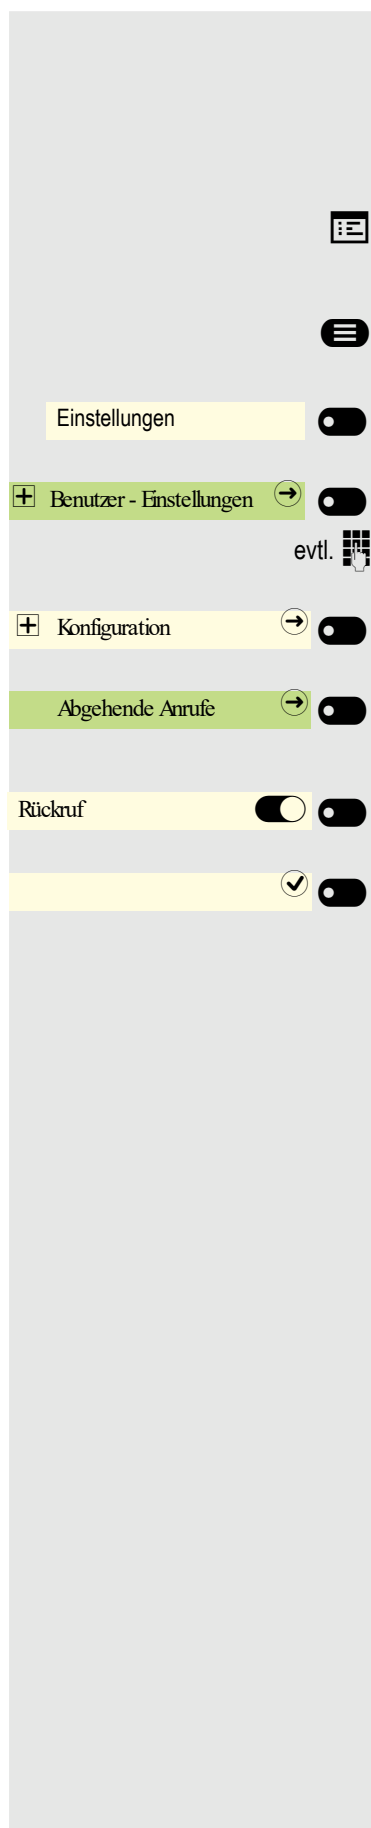 Einstellungen
Benutzer - Einstellungen
evtl.
Konfiguration
Abgehende Anrufe
Rückruf